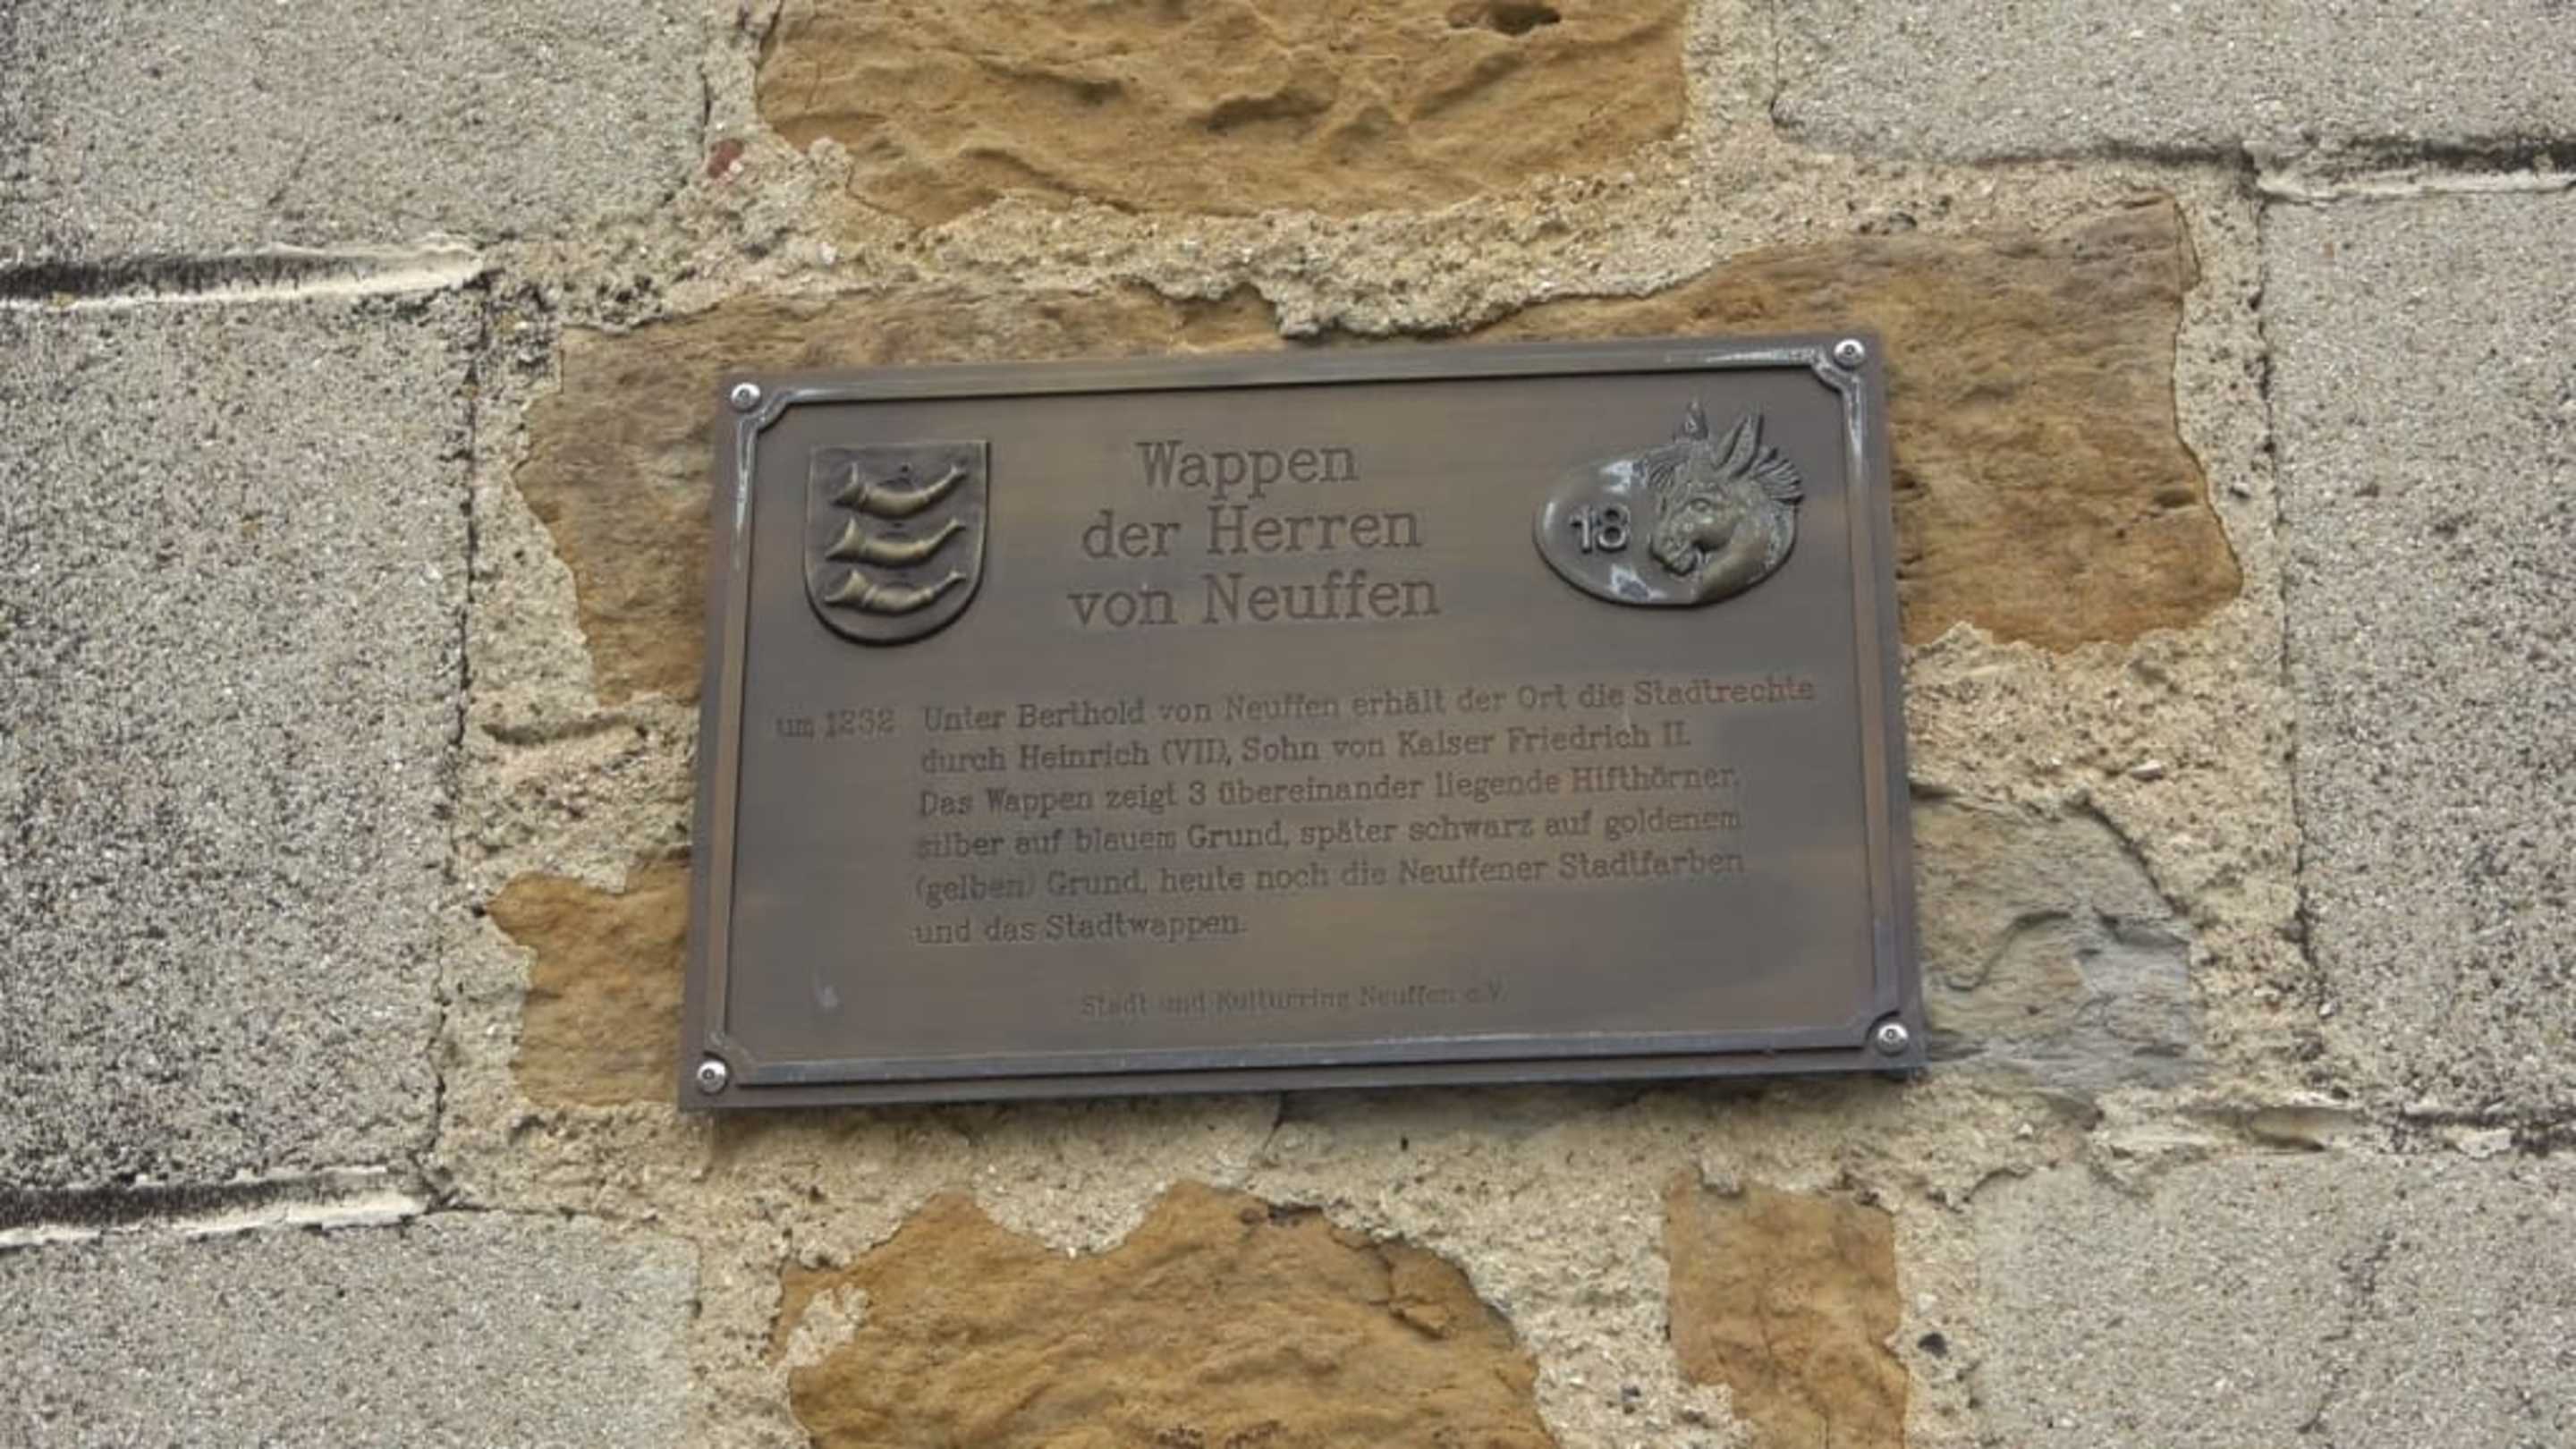 Wappen
der Herren
von Neuffen
18
um 1232 Unter Berthold von Neuffen erhält der Ort die Stadtrechte
durch Heinrich (VII), Sohn von Kaiser Friedrich II.
Das Wappen zeigt 3 übereinander liegende Hifthörner,
silber auf blauem Grund, später schwarz auf goldenem
(gelben) Grund, heute noch die Neuffener Stadtfarben
und das Stadtwappen.
Stadt und Kulturring Neuffen e.V.